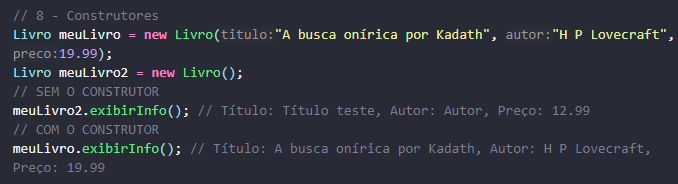 // 8 - Construtores
Livro meuLivro = new Livro(titulo:"A busca onírica por Kadath", autor:"H P Lovecraft",
preco:19.99);
Livro meuLivro2 = new Livro();
// SEM O CONSTRUTOR
meuLivro2.exibirInfo(); // Título: Título teste, Autor: Autor, Preço: 12.99
// COM O CONSTRUTOR
meuLivro.exibirInfo(); // Título: A busca onírica por Kadath, Autor: H P Lovecraft,
Preço: 19.99